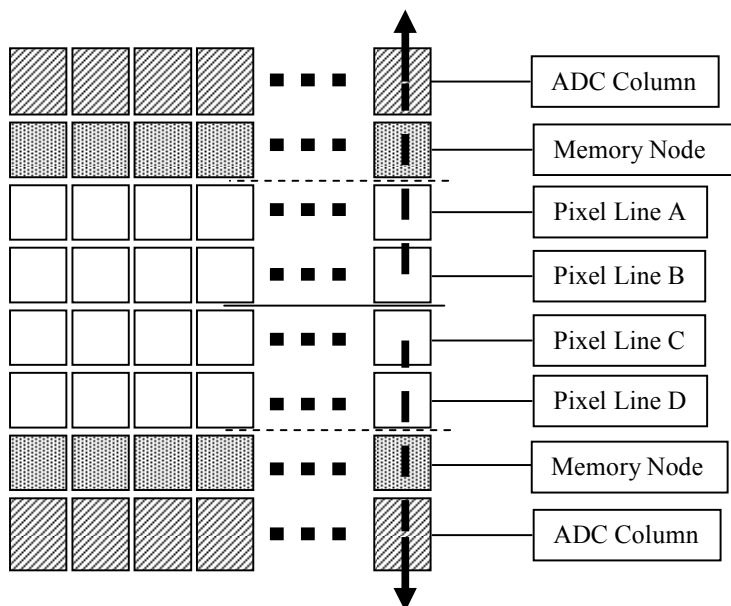 ADC Column
Memory Node
Pixel Line A
Pixel Line B
Pixel Line C
Pixel Line D
Memory Node
ADC Column